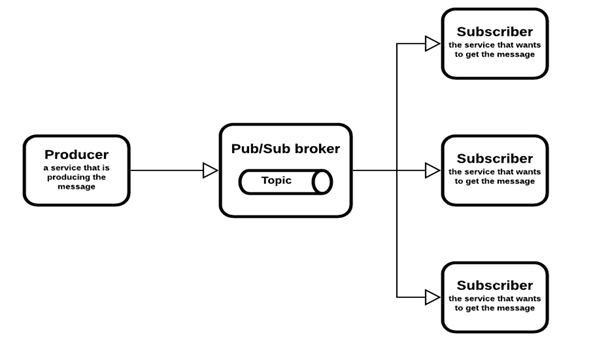 Producer
a service that is
producing the
message
Pub/Sub broker
Topic
Subscriber
the service that wants
to get the message
Subscriber
the service that wants
to get the message
Subscriber
the service that wants
to get the message